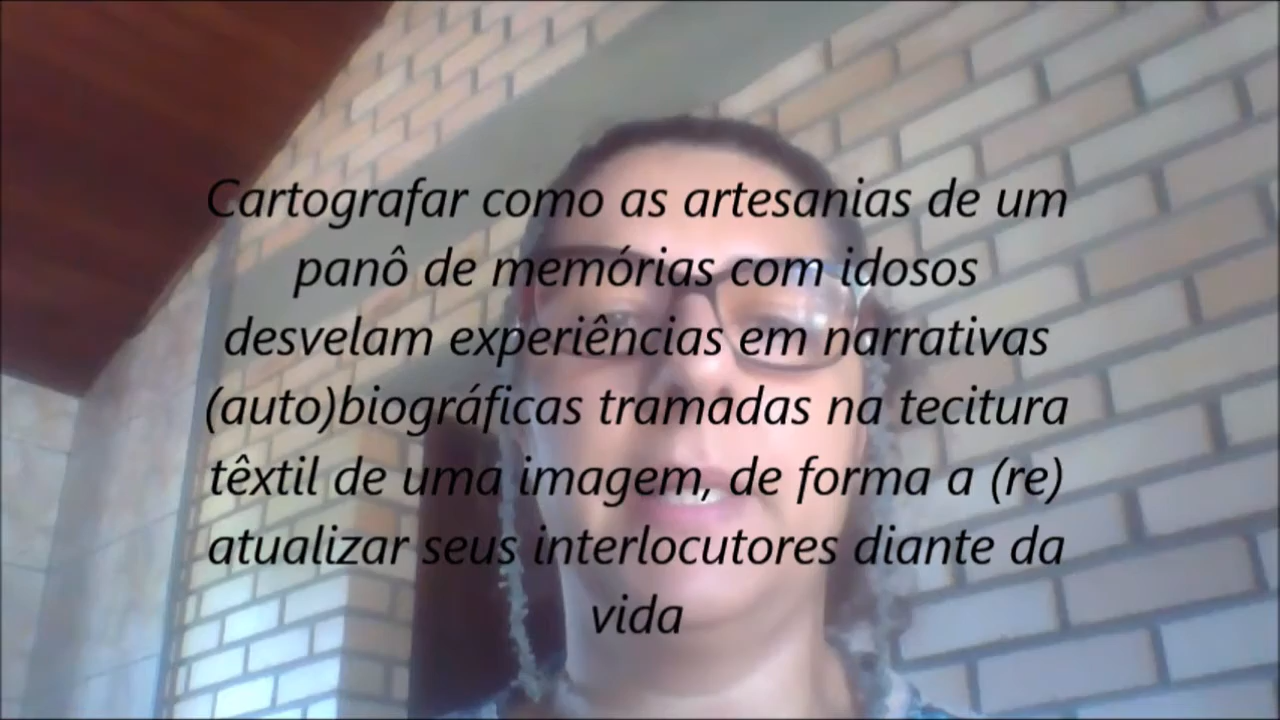 Cartografar como as artesanias de um
panô de memórias com idosos
desvelam experiências em narrativas
(auto)biográficas tramadas na tecitura
têxtil de uma imagem, de forma a (re)
atualizar seus interlocutores diante da
vida